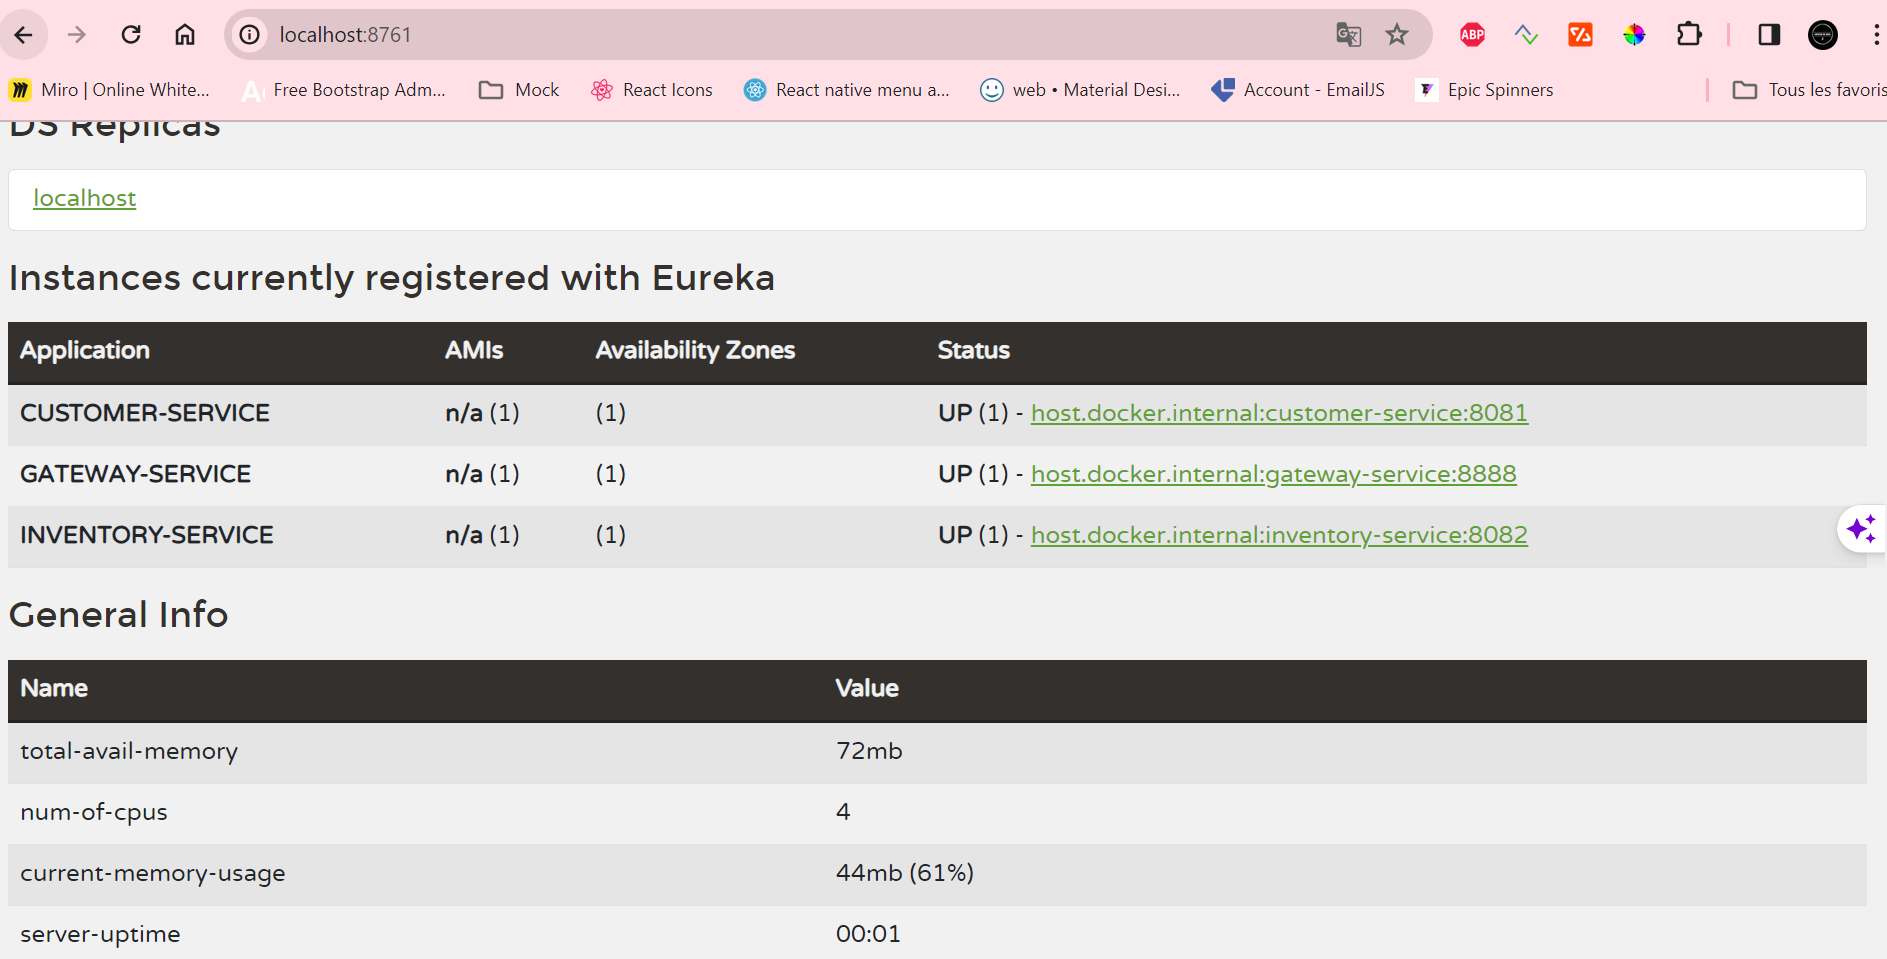 localhost:8761
ABP
Miro | Online White... Free Bootstrap Adm... Mock React Icons React native menu a... web • Material Desi... Account - EmailJS Epic Spinners Tous les favoris
DS Replicas
localhost
Instances currently registered with Eureka
Application AMIs Availability Zones Status
CUSTOMER-SERVICE n/a (1) (1) UP (1) - host.docker.internal:customer-service:8081
GATEWAY-SERVICE n/a (1) (1) UP (1) - host.docker.internal:gateway-service:8888
INVENTORY-SERVICE n/a (1) (1) UP (1) - host.docker.internal:inventory-service:8082
General Info
Name Value
total-avail-memory 72mb
num-of-cpus 4
current-memory-usage 44mb (61%)
server-uptime 00:01